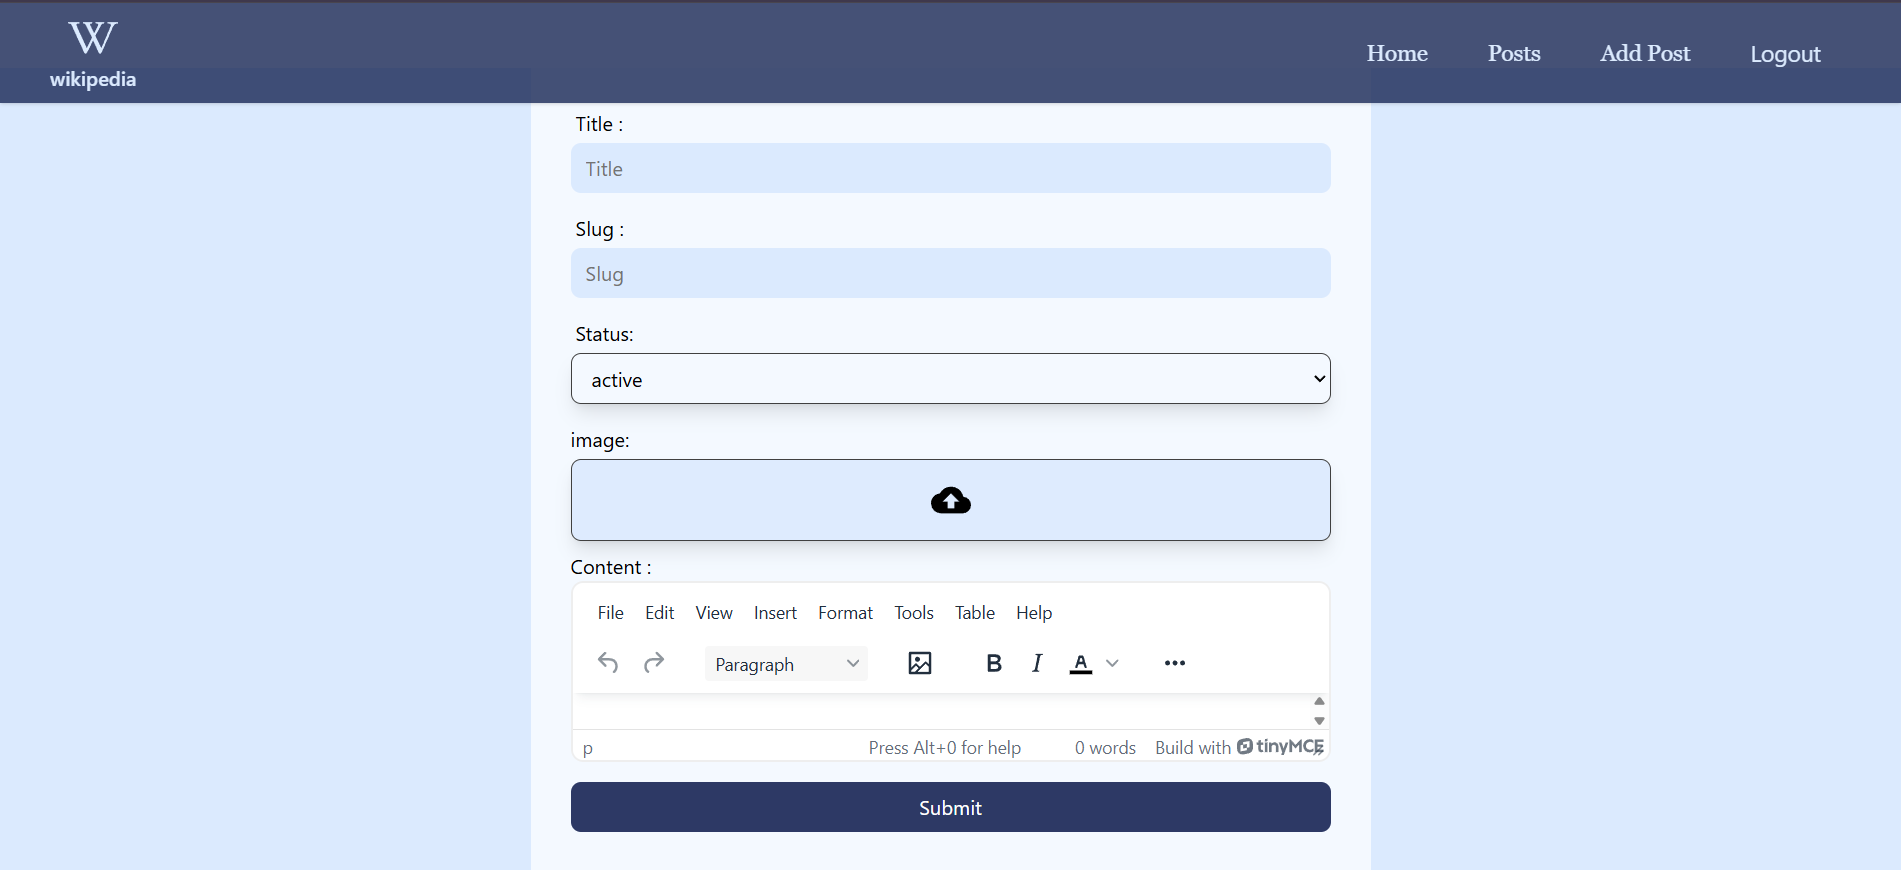 W
wikipedia
Home Posts Add Post Logout
Title :
Title
Slug :
Slug
Status:
active
image:
Content :
File Edit View Insert Format Tools Table Help
Paragraph B I A
p Press Alt+0 for help 0 words Build with tinyMCE
Submit